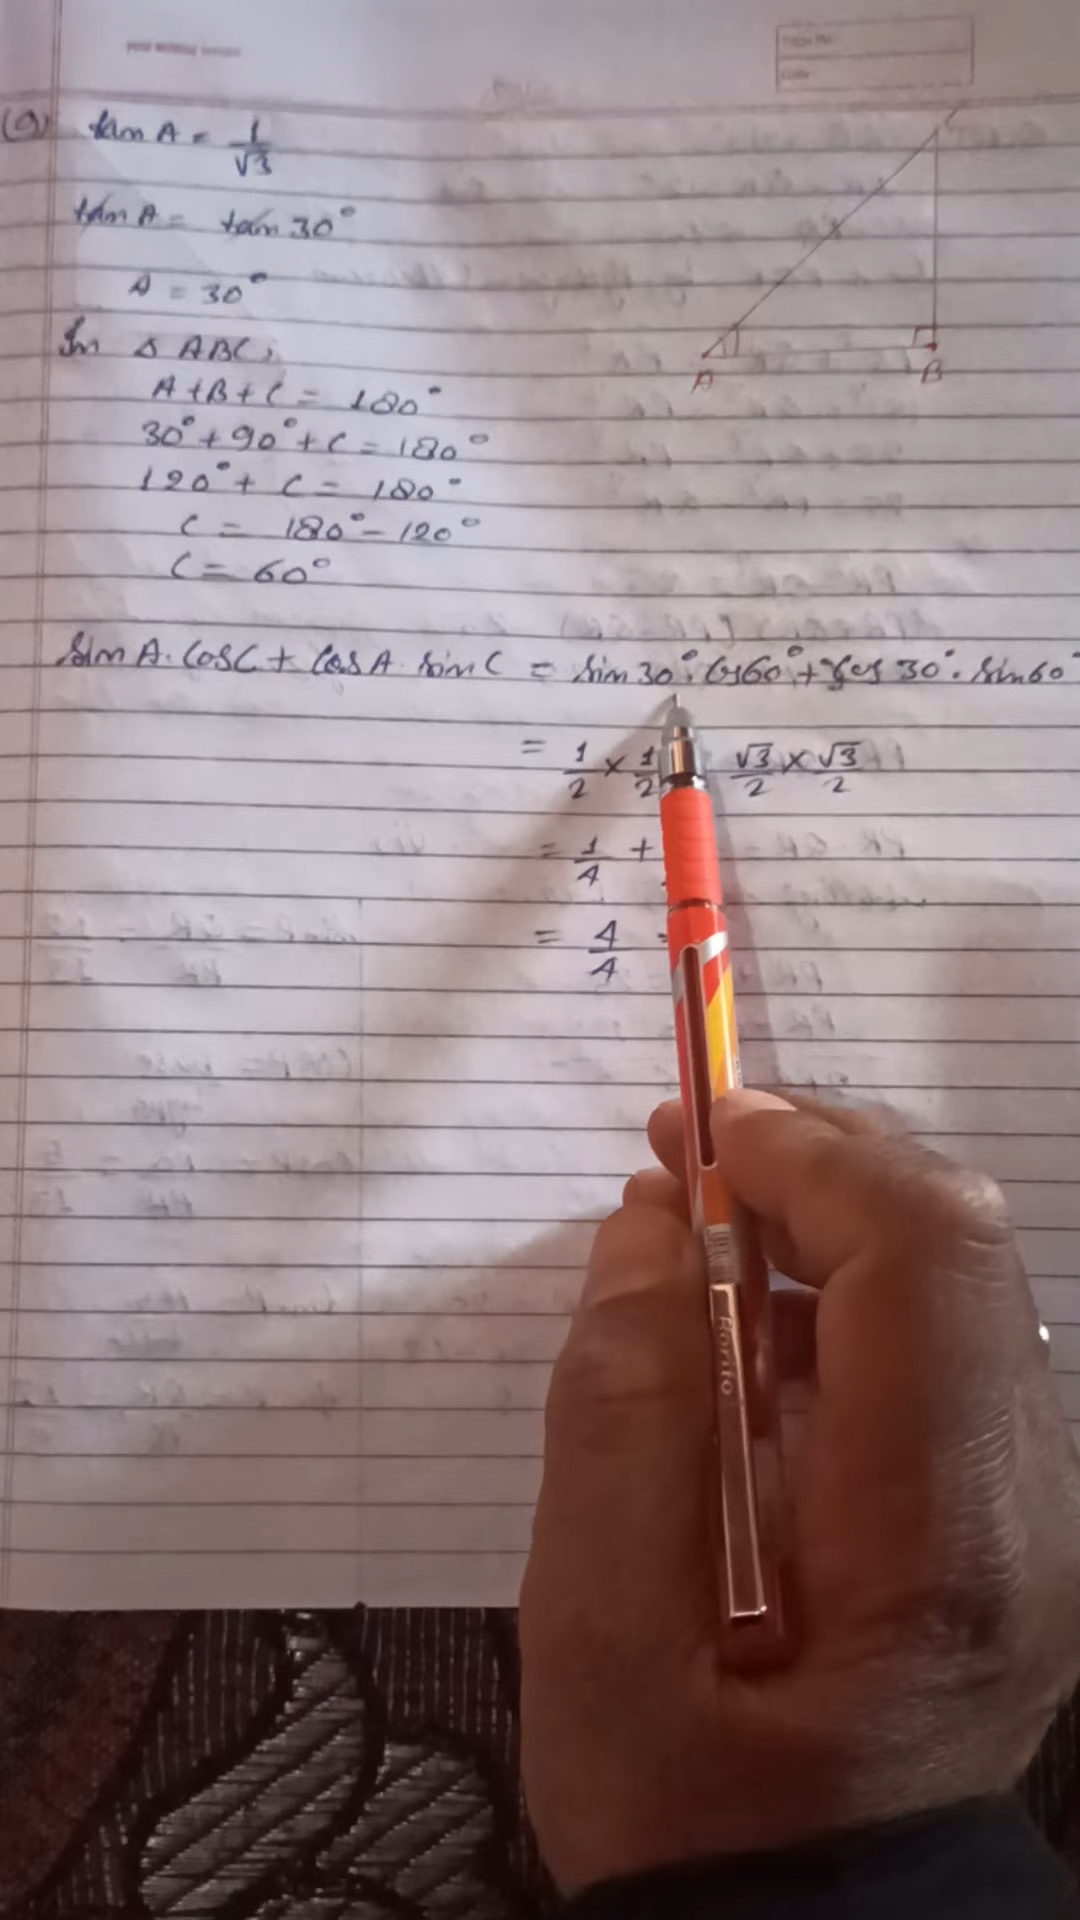 (9) tan A = 1/√3
tan A = tan 30°
A = 30°
In △ ABC,
A+B+C = 180°
30°+90°+C = 180°
120°+ C = 180°
C = 180°-120°
C = 60°
A
B
C
sin A. cos C + cos A. sin C = sin 30°. cos 60° + cos 30°. sin 60°
= 1/2 × 1/2 √3/2 × √3/2
= 1/4 +
= 4/4 =
Rorito